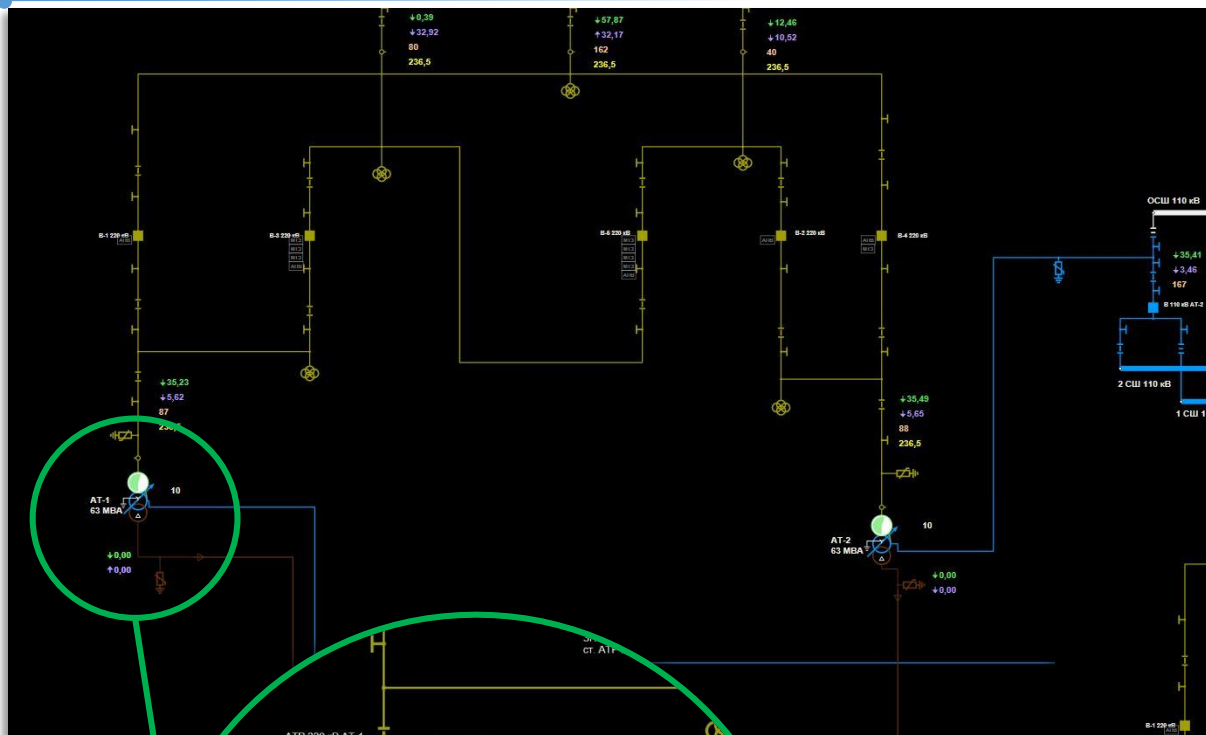 ↓0,39
↓32,92
80
236,5
↓57,87
↑32,17
162
236,5
↓12,46
↓10,52
40
236,5
ОСШ 110 кВ
В-1 220 кВ
В-3 220 кВ
В-2 220 кВ
В-4 220 кВ
↓35,41
↓3,46
167
В 110 кВ АТ-2
2 СШ 110 кВ
1 СШ 1
↓35,23
↓5,62
87
↓35,49
↓5,65
88
236,5
10
АТ-1
63 МВА
10
АТ-2
63 МВА
↓0,00
↑0,00
↓0,00
↓0,00
ст. АТ
В-1 220 кВ